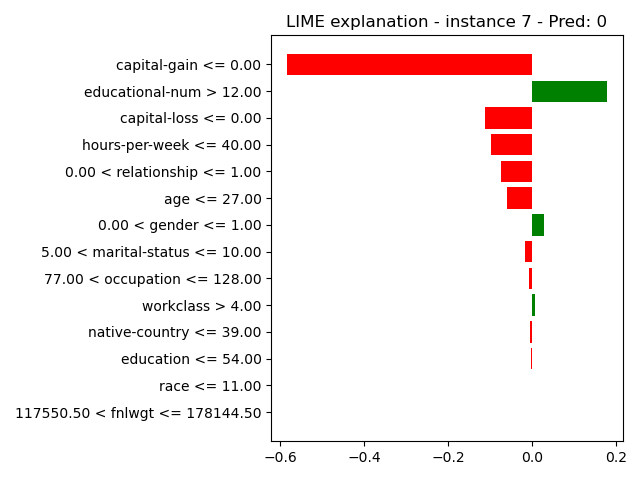 LIME explanation - instance 7 - Pred: 0
capital-gain <= 0.00
educational-num > 12.00
capital-loss <= 0.00
hours-per-week <= 40.00
0.00 < relationship <= 1.00
age <= 27.00
0.00 < gender <= 1.00
5.00 < marital-status <= 10.00
77.00 < occupation <= 128.00
workclass > 4.00
native-country <= 39.00
education <= 54.00
race <= 11.00
117550.50 < fnlwgt <= 178144.50
−0.6 −0.4 −0.2 0.0 0.2